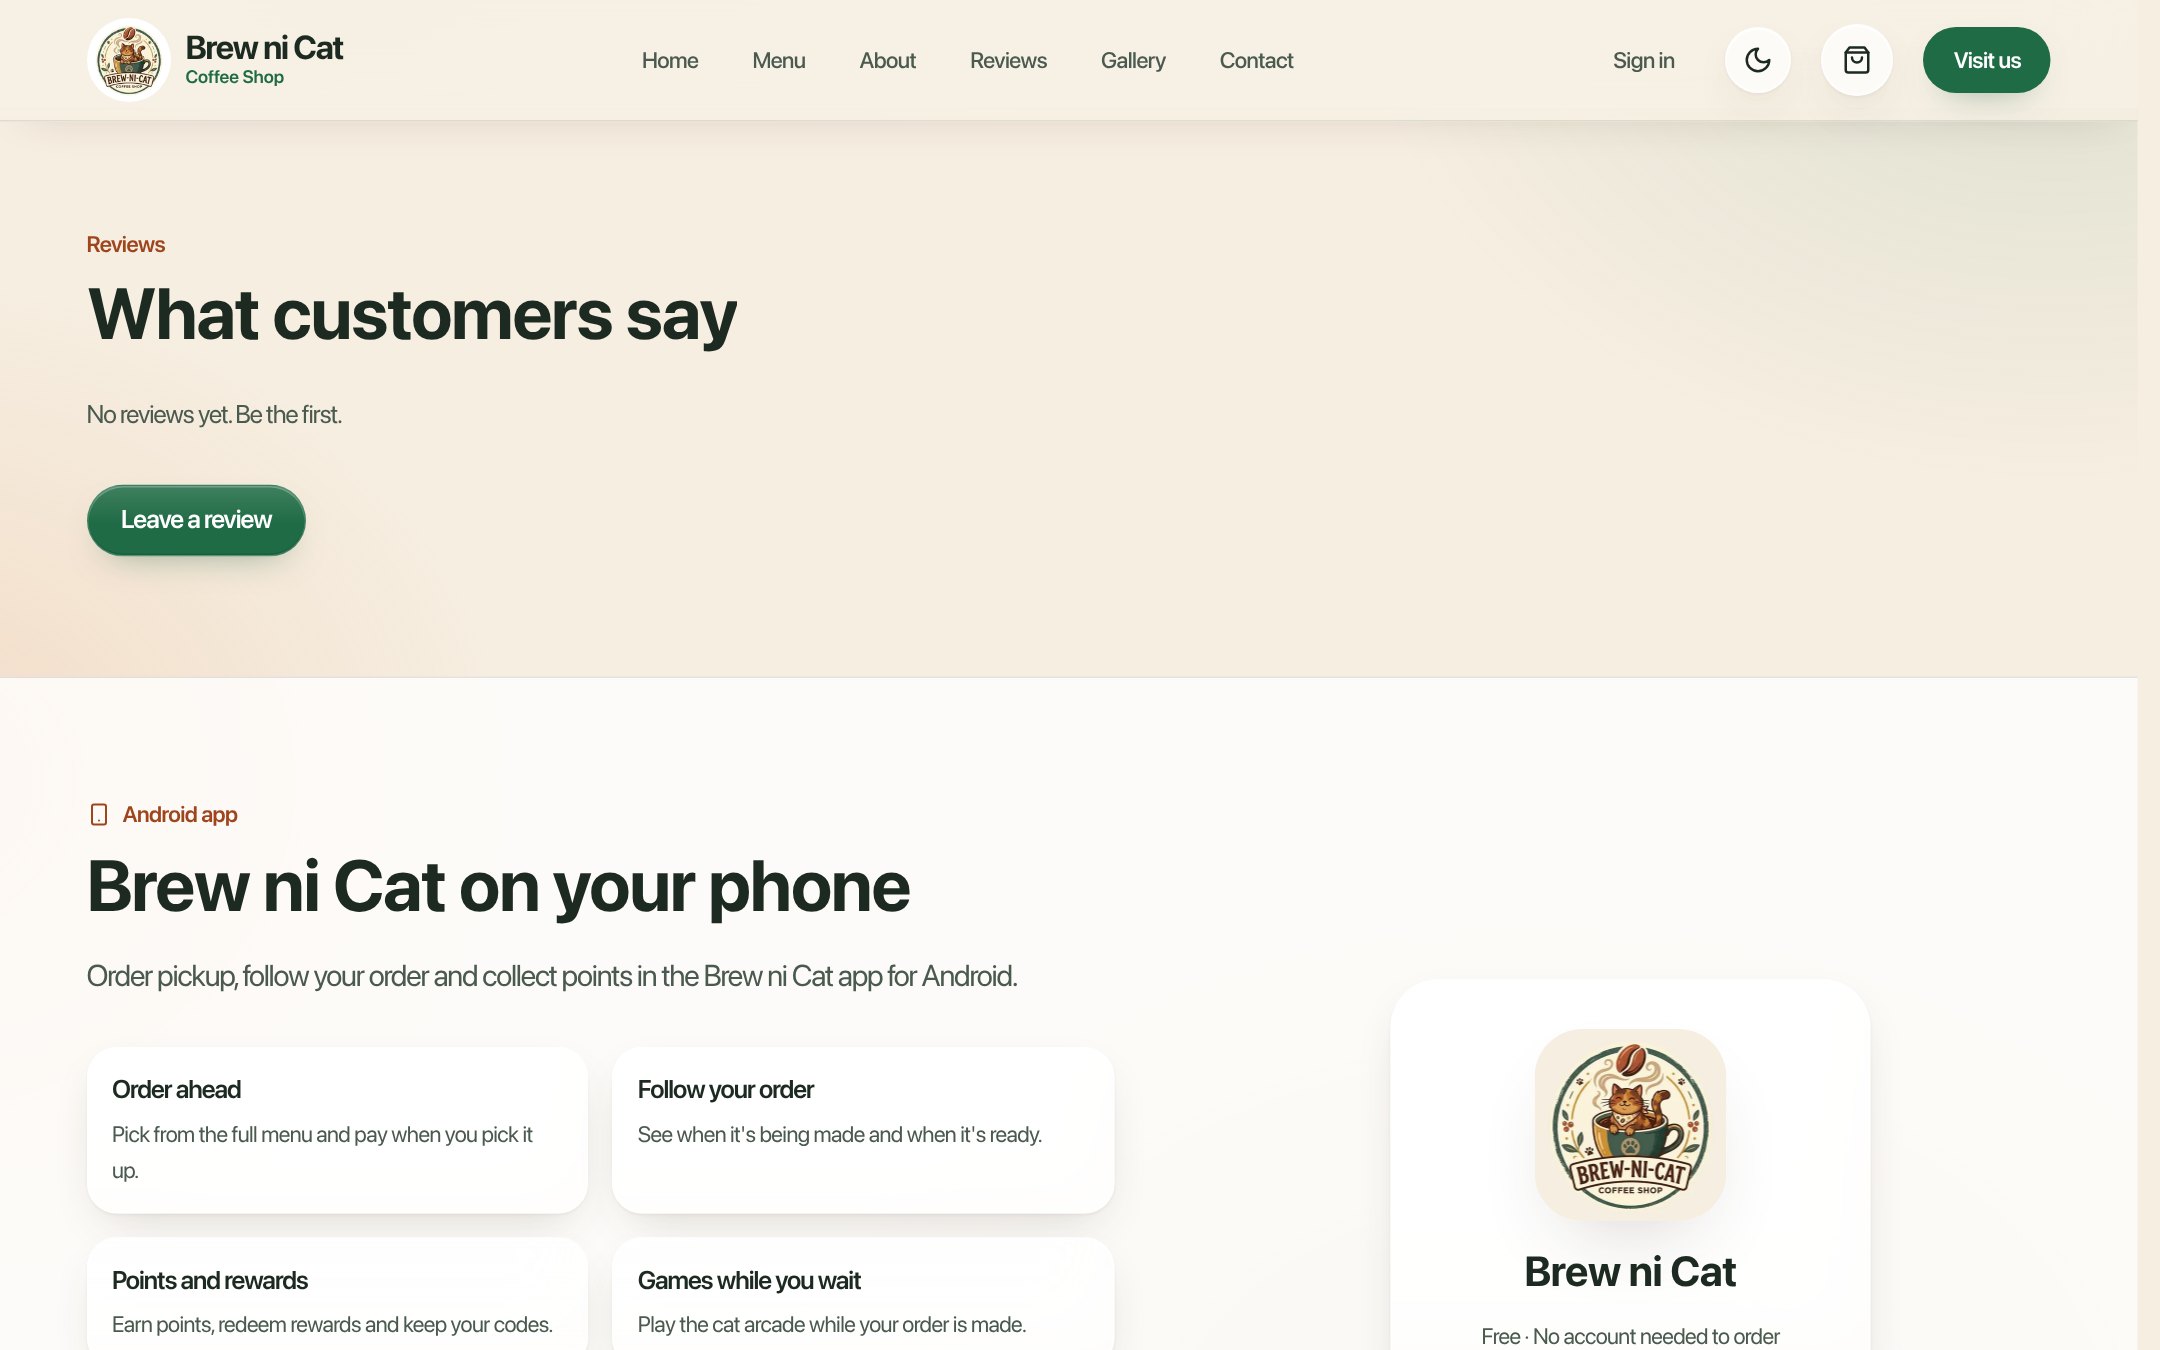 Brew ni Cat
Coffee Shop
BREW-NI-CAT
COFFEE SHOP
Home
Menu
About
Reviews
Gallery
Contact
Sign in
Visit us
Reviews
What customers say
No reviews yet. Be the first.
Leave a review
Android app
Brew ni Cat on your phone
Order pickup, follow your order and collect points in the Brew ni Cat app for Android.
Order ahead
Pick from the full menu and pay when you pick it
up.
Follow your order
See when it's being made and when it's ready.
Points and rewards
Earn points, redeem rewards and keep your codes.
Games while you wait
Play the cat arcade while your order is made.
BREW-NI-CAT
COFFEE SHOP
Brew ni Cat
Free · No account needed to order